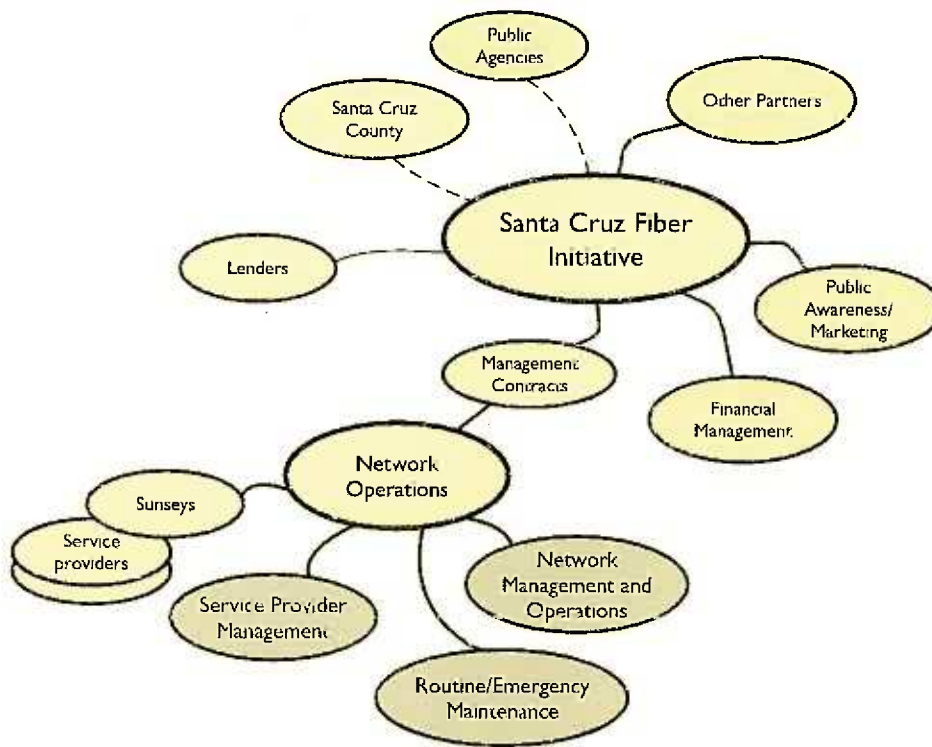 Public
Agencies
Santa Cruz
County
Other Partners
Santa Cruz Fiber
Initiative
Lenders
Public
Awareness/
Marketing
Management
Contracts
Financial
Management
Network
Operations
Sunseys
Service
providers
Network
Management and
Operations
Service Provider
Management
Routine/Emergency
Maintenance